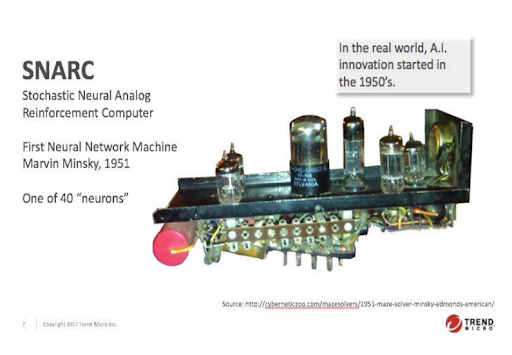 In the real world, A.I.
innovation started in
the 1950's.
SNARC
Stochastic Neural Analog
Reinforcement Computer
First Neural Network Machine
Marvin Minsky, 1951
One of 40 “neurons”
SYLVANIA
Source: http://cyberneticzoo.com/mazesolvers/1951-maze-solver-minsky-edmonds-american/
7
Copyright 2017 Trend Micro Inc.
TREND
MICRO